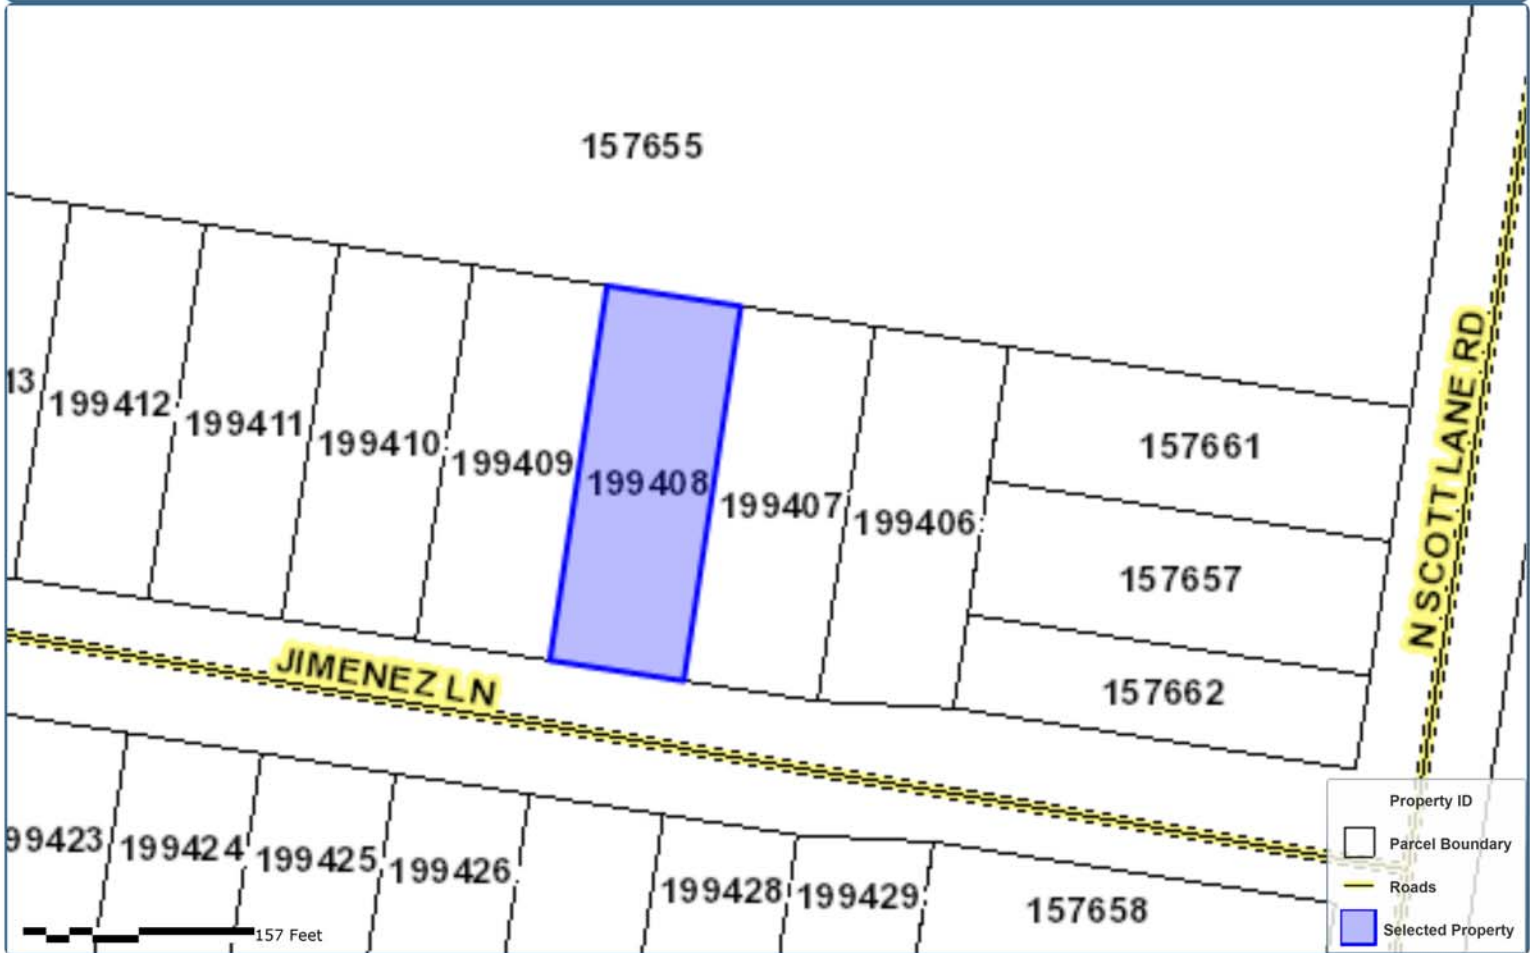 157655
13
199412
199411
199410
199409
199408
199407
199406
157661
157657
157662
N SCOTT LANE RD
JIMENEZ LN
99423
199424
199425
199426
199428
199429
157658
Property ID
Parcel Boundary
Roads
Selected Property
157 Feet